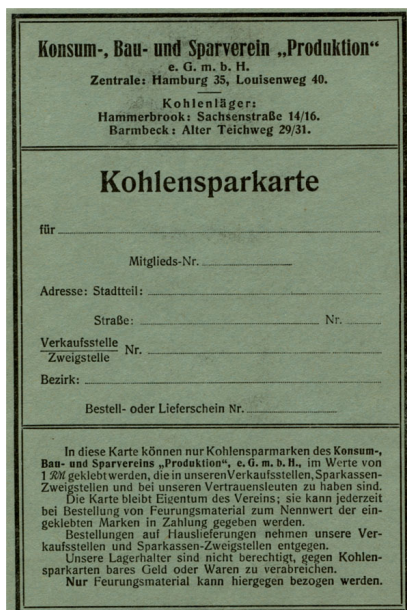 Konsum-, Bau- und Sparverein „Produktion“
e. G. m. b. H.
Zentrale: Hamburg 35, Louisenweg 40.
Kohlenläger:
Hammerbrook: Sachsenstraße 14/16.
Barmbeck: Alter Teichweg 29/31.
Kohlensparkarte
für
Mitglieds-Nr.
Adresse: Stadtteil:
Straße: Nr.
Verkaufsstelle
Zweigstelle Nr.
Bezirk:
Bestell- oder Lieferschein Nr.
In diese Karte können nur Kohlensparmarken des Konsum-,
Bau- und Sparvereins „Produktion“, e. G. m. b. H., im Werte von
1 RM geklebt werden, die in unseren Verkaufsstellen, Sparkassen-
Zweigstellen und bei unseren Vertrauensleuten zu haben sind.
Die Karte bleibt Eigentum des Vereins; sie kann jederzeit
bei Bestellung von Feurungsmaterial zum Nennwert der ein-
geklebten Marken in Zahlung gegeben werden.
Bestellungen auf Hauslieferungen nehmen unsere Ver-
kaufsstellen und Sparkassen-Zweigstellen entgegen.
Unsere Lagerhalter sind nicht berechtigt, gegen Kohlen-
sparkarten bares Geld oder Waren zu verabreichen.
Nur Feurungsmaterial kann hiergegen bezogen werden.